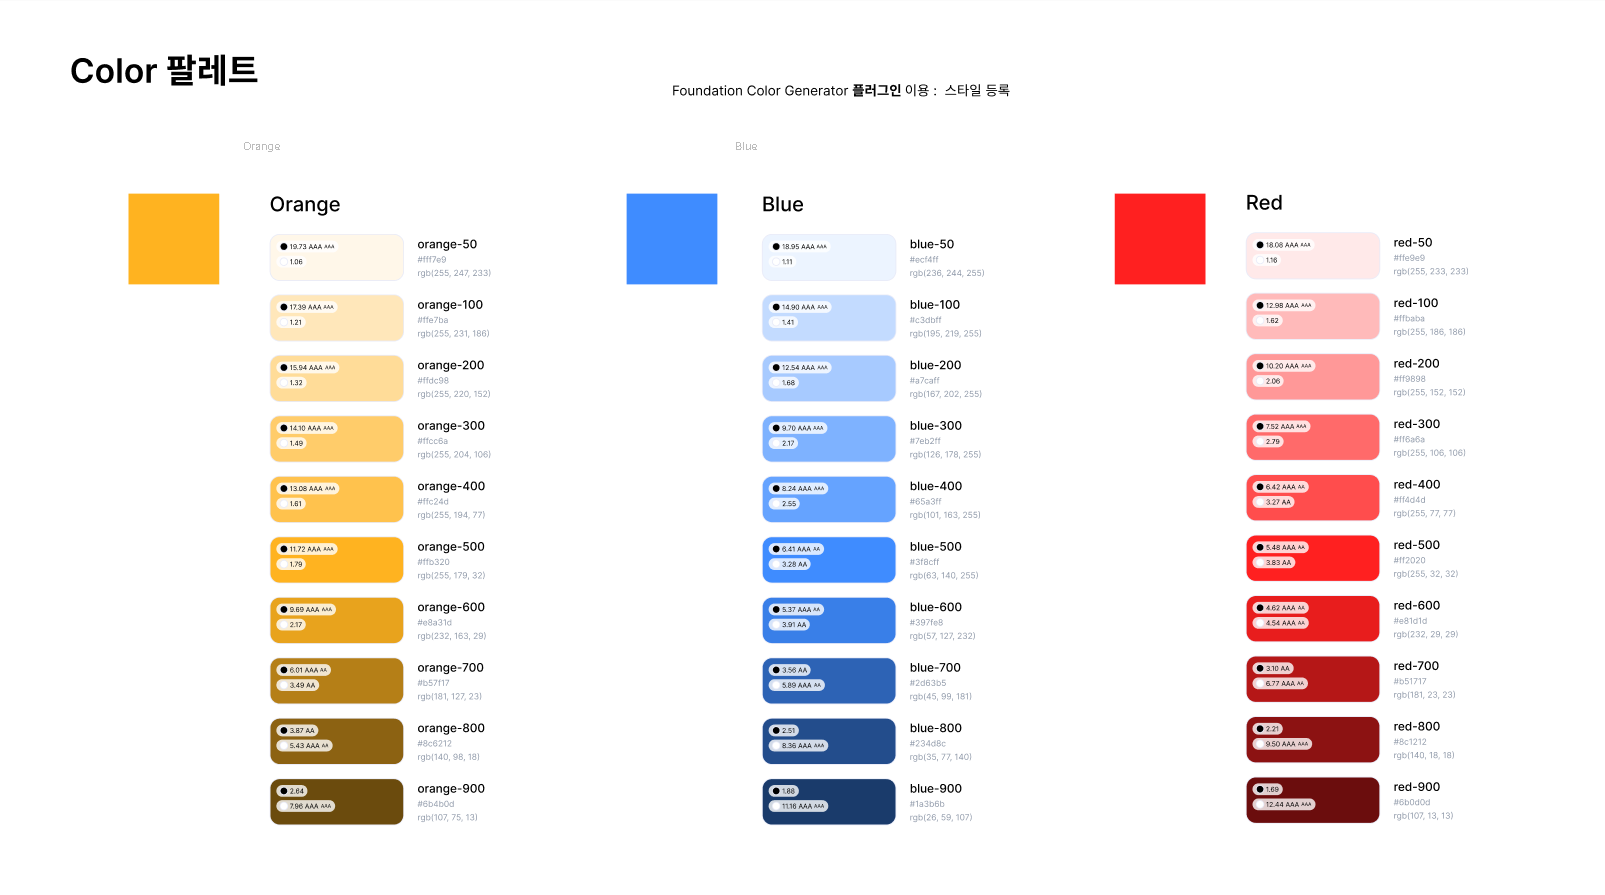 Color 팔레트
Foundation Color Generator 플러그인 이용 : 스타일 등록
Orange
Blue
Orange
19.73 AAA AAA
1.06
orange-50
#fff7e9
rgb(255, 247, 233)
17.39 AAA AAA
1.21
orange-100
#ffe7ba
rgb(255, 231, 186)
15.94 AAA AAA
1.32
orange-200
#ffdc98
rgb(255, 220, 152)
14.10 AAA AAA
1.49
orange-300
#ffcc6a
rgb(255, 204, 106)
13.08 AAA AAA
1.61
orange-400
#ffc24d
rgb(255, 194, 77)
11.72 AAA AAA
1.79
orange-500
#ffb320
rgb(255, 179, 32)
9.69 AAA AAA
2.17
orange-600
#e8a31d
rgb(232, 163, 29)
6.01 AAA AA
3.49 AA
orange-700
#b57f17
rgb(181, 127, 23)
3.87 AA
5.43 AAA AA
orange-800
#8c6212
rgb(140, 98, 18)
2.64
7.96 AAA AAA
orange-900
#6b4b0d
rgb(107, 75, 13)
Blue
18.95 AAA AAA
1.11
blue-50
#ecf4ff
rgb(236, 244, 255)
14.90 AAA AAA
1.41
blue-100
#c3dbff
rgb(195, 219, 255)
12.54 AAA AAA
1.68
blue-200
#a7caff
rgb(167, 202, 255)
9.70 AAA AAA
2.17
blue-300
#7eb2ff
rgb(126, 178, 255)
8.24 AAA AAA
2.55
blue-400
#65a3ff
rgb(101, 163, 255)
6.41 AAA AA
3.28 AA
blue-500
#3f8cff
rgb(63, 140, 255)
5.37 AAA AA
3.91 AA
blue-600
#397fe8
rgb(57, 127, 232)
3.56 AA
5.89 AAA AA
blue-700
#2d63b5
rgb(45, 99, 181)
2.51
8.36 AAA AAA
blue-800
#234d8c
rgb(35, 77, 140)
1.88
11.16 AAA AAA
blue-900
#1a3b6b
rgb(26, 59, 107)
Red
18.08 AAA AAA
1.16
red-50
#ffe9e9
rgb(255, 233, 233)
12.98 AAA AAA
1.62
red-100
#ffbaba
rgb(255, 186, 186)
10.20 AAA AAA
2.06
red-200
#ff9898
rgb(255, 152, 152)
7.52 AAA AAA
2.79
red-300
#ff6a6a
rgb(255, 106, 106)
6.42 AAA AA
3.27 AA
red-400
#ff4d4d
rgb(255, 77, 77)
5.48 AAA AA
3.83 AA
red-500
#ff2020
rgb(255, 32, 32)
4.62 AAA AA
4.54 AAA AA
red-600
#e81d1d
rgb(232, 29, 29)
3.10 AA
6.77 AAA AA
red-700
#b51717
rgb(181, 23, 23)
2.21
9.50 AAA AAA
red-800
#8c1212
rgb(140, 18, 18)
1.69
12.44 AAA AAA
red-900
#6b0d0d
rgb(107, 13, 13)